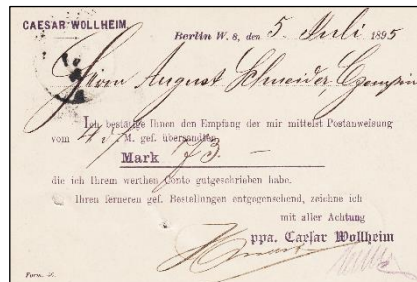 CAESAR WOLLHEIM
Berlin W. 8, den 5. Juli 1895
Herrn August Schneider-Czempin
Ich bestätige Ihnen den Empfang der mir mittelst Postanweisung
vom 4 d. M. gef. übersandten
Mark 73.—
die ich Ihrem werthen Conto gutgeschrieben habe.
Ihren ferneren gef. Bestellungen entgegensehend, zeichne ich
mit aller Achtung
ppa. Caesar Wollheim
Form.